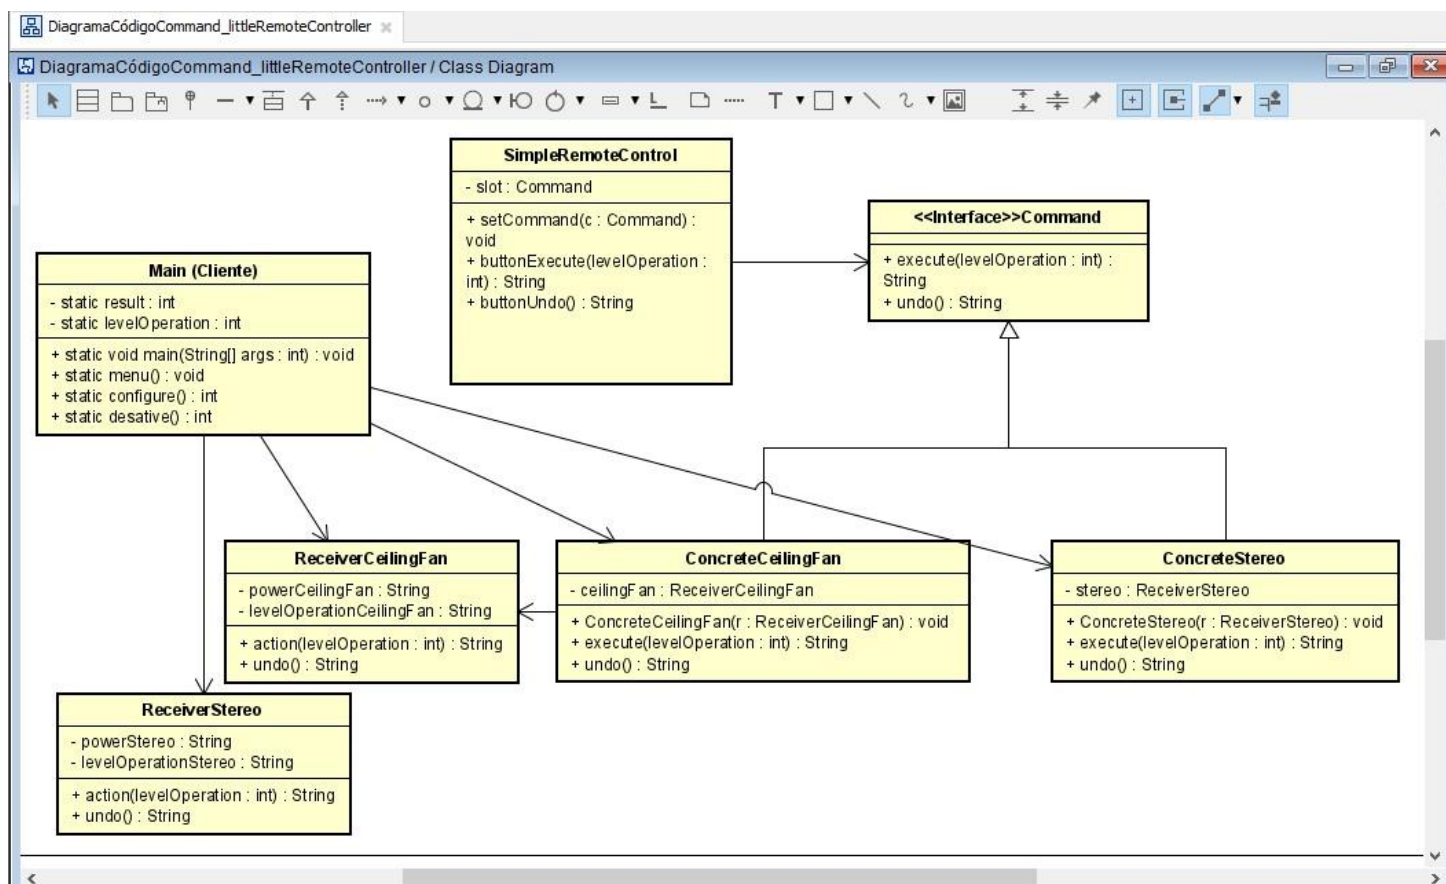 DiagramaCódigoCommand_littleRemoteController
DiagramaCódigoCommand_littleRemoteController / Class Diagram
SimpleRemoteControl
- slot : Command
+ setCommand(c : Command) :
void
+ buttonExecute(levelOperation :
int) : String
+ buttonUndo() : String
<<Interface>>Command
+ execute(levelOperation : int) :
String
+ undo() : String
Main (Cliente)
- static result : int
- static levelOperation : int
+ static void main(String[] args : int) : void
+ static menu() : void
+ static configure() : int
+ static desative() : int
ReceiverCeilingFan
- powerCeilingFan : String
- levelOperationCeilingFan : String
+ action(levelOperation : int) : String
+ undo() : String
ConcreteCeilingFan
- ceilingFan : ReceiverCeilingFan
+ ConcreteCeilingFan(r : ReceiverCeilingFan) : void
+ execute(levelOperation : int) : String
+ undo() : String
ConcreteStereo
- stereo : ReceiverStereo
+ ConcreteStereo(r : ReceiverStereo) : void
+ execute(levelOperation : int) : String
+ undo() : String
ReceiverStereo
- powerStereo : String
- levelOperationStereo : String
+ action(levelOperation : int) : String
+ undo() : String